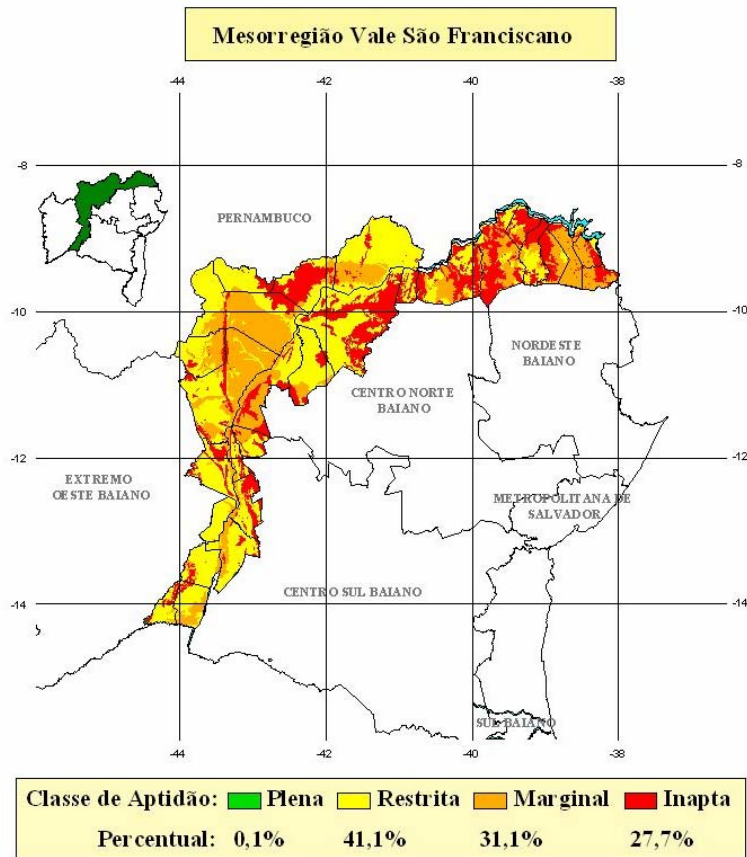 Mesorregião Vale São Franciscano
-44 -42 -40 -38
-8 -8
PERNAMBUCO
-10 -10
NORDESTE
BAIANO
CENTRO NORTE
BAIANO
-12 -12
EXTREMO
OESTE BAIANO
METROPOLITANA DE
SALVADOR
CENTRO SUL BAIANO
-14 -14
SUL BAIANO
-44 -42 -40 -38
Classe de Aptidão: Plena Restrita Marginal Inapta
Percentual: 0,1% 41,1% 31,1% 27,7%